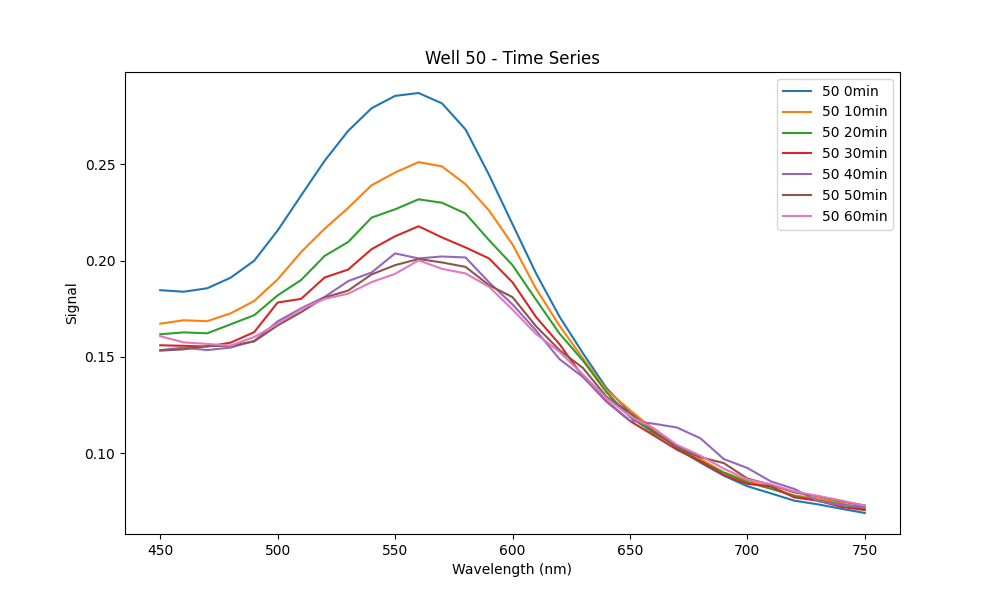 Well 50 - Time Series
50 0min
50 10min
50 20min
50 30min
50 40min
50 50min
50 60min
0.25
0.20
0.15
0.10
Signal
450 500 550 600 650 700 750
Wavelength (nm)